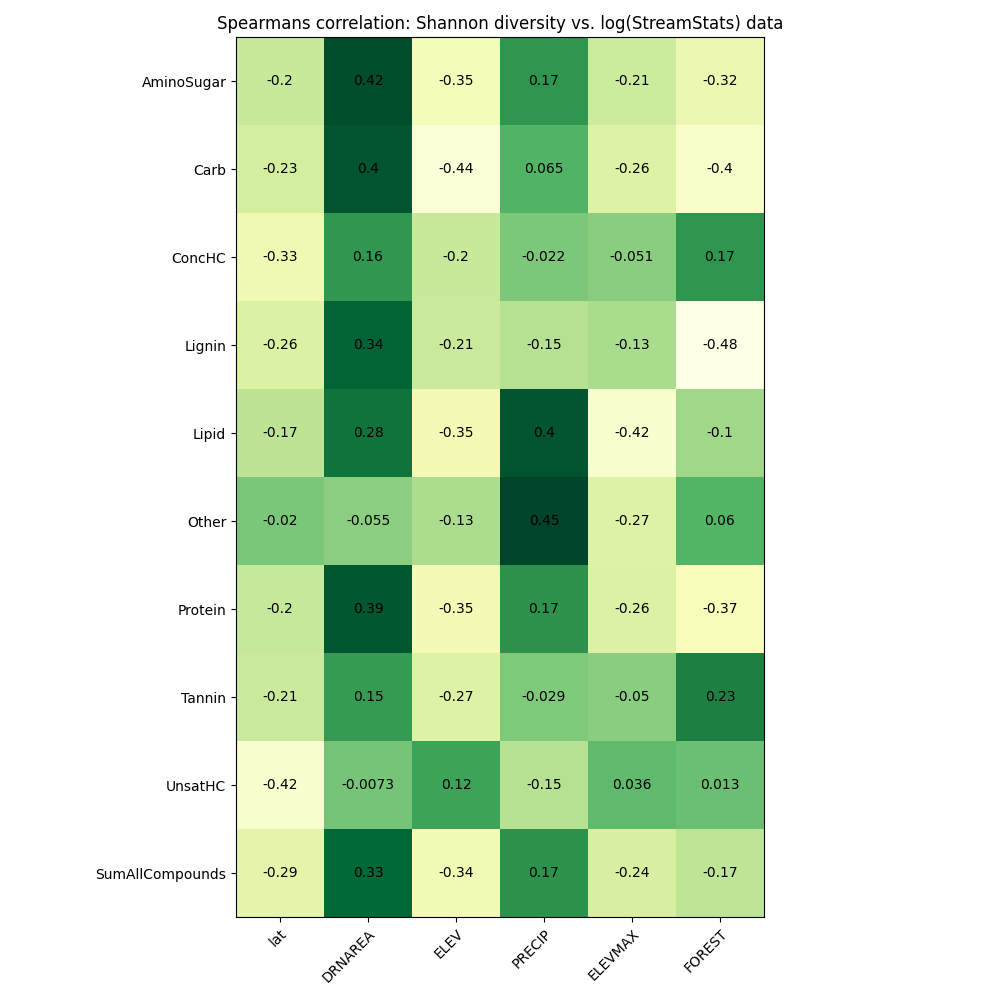 Spearmans correlation: Shannon diversity vs. log(StreamStats) data
AminoSugar -0.2 0.42 -0.35 0.17 -0.21 -0.32
Carb -0.23 0.4 -0.44 0.065 -0.26 -0.4
ConcHC -0.33 0.16 -0.2 -0.022 -0.051 0.17
Lignin -0.26 0.34 -0.21 -0.15 -0.13 -0.48
Lipid -0.17 0.28 -0.35 0.4 -0.42 -0.1
Other -0.02 -0.055 -0.13 0.45 -0.27 0.06
Protein -0.2 0.39 -0.35 0.17 -0.26 -0.37
Tannin -0.21 0.15 -0.27 -0.029 -0.05 0.23
UnsatHC -0.42 -0.0073 0.12 -0.15 0.036 0.013
SumAllCompounds -0.29 0.33 -0.34 0.17 -0.24 -0.17
lat DRNAREA ELEV PRECIP ELEVMAX FOREST